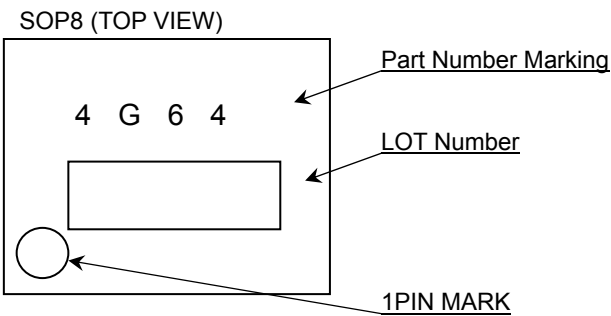 SOP8 (TOP VIEW)
Part Number Marking
4 G 6 4
LOT Number
1PIN MARK